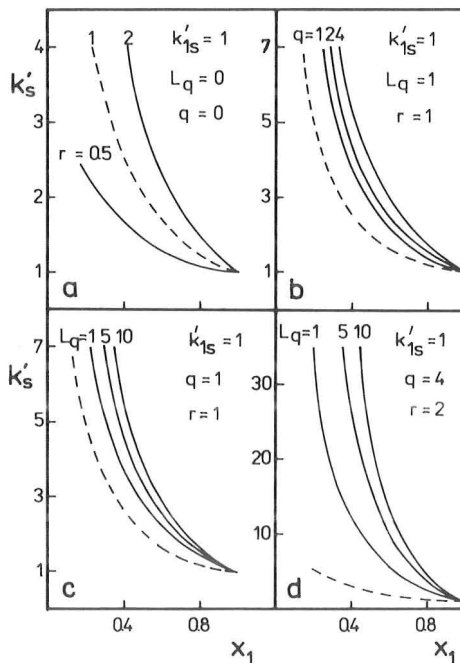 4
3
2
1
k's
1 2
k'1s = 1
Lq = 0
q = 0
r = 0.5
a
7
5
3
1
q = 1 2 4
k'1s = 1
Lq = 1
r = 1
b
7
5
3
1
k's
Lq = 1 5 10
k'1s = 1
q = 1
r = 1
c
0.4 0.8
x1
30
20
10
Lq = 1 5 10
k'1s = 1
q = 4
r = 2
d
0.4 0.8
x1